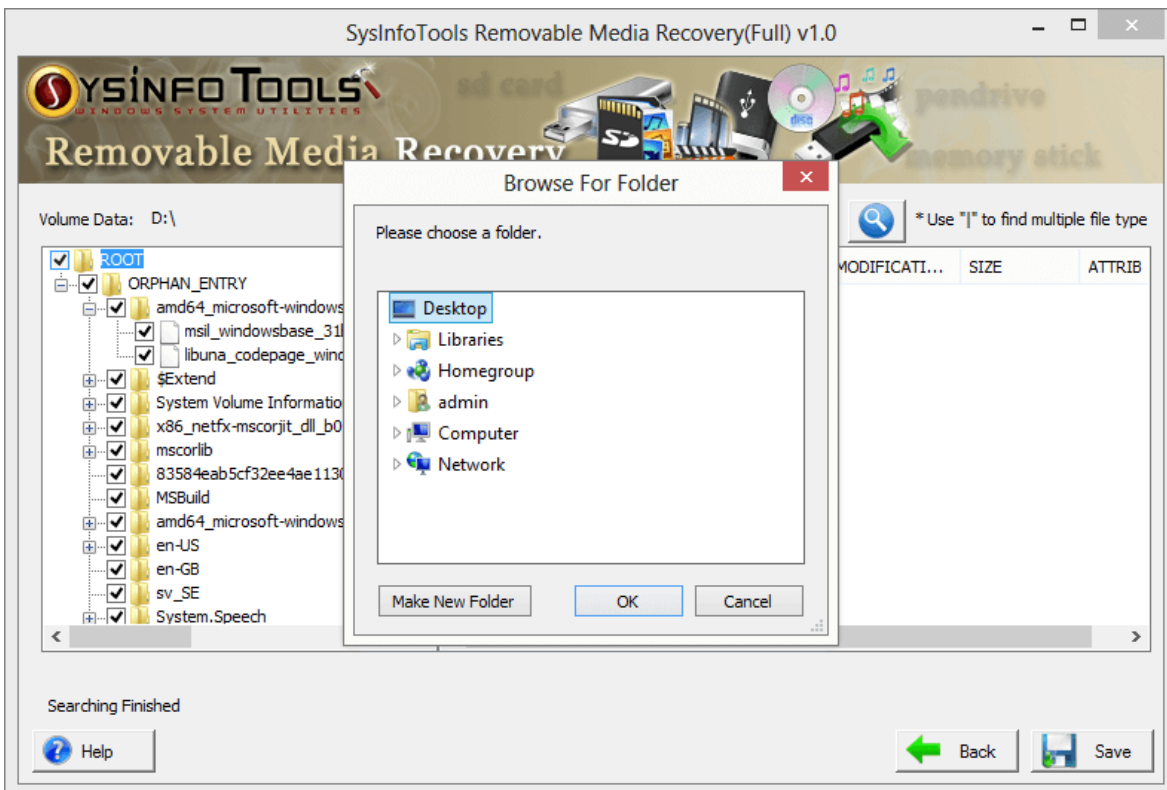 SysInfoTools Removable Media Recovery(Full) v1.0
SYSINFO TOOLS
WINDOWS SYSTEM UTILITIES
Removable Media Recovery
sd card
SD
disc
pendrive
memory stick
Volume Data: D:\
* Use "|" to find multiple file type
ROOT
ORPHAN_ENTRY
amd64_microsoft-windows
msil_windowsbase_31
libuna_codepage_wind
$Extend
System Volume Informatio
x86_netfx-mscorjit_dll_b0
mscorlib
83584eab5cf32ee4ae113
MSBuild
amd64_microsoft-windows
en-US
en-GB
sv_SE
System.Speech
MODIFICATI... SIZE ATTRIB
Browse For Folder
Please choose a folder.
Desktop
Libraries
Homegroup
admin
Computer
Network
Make New Folder OK Cancel
Searching Finished
Help Back Save